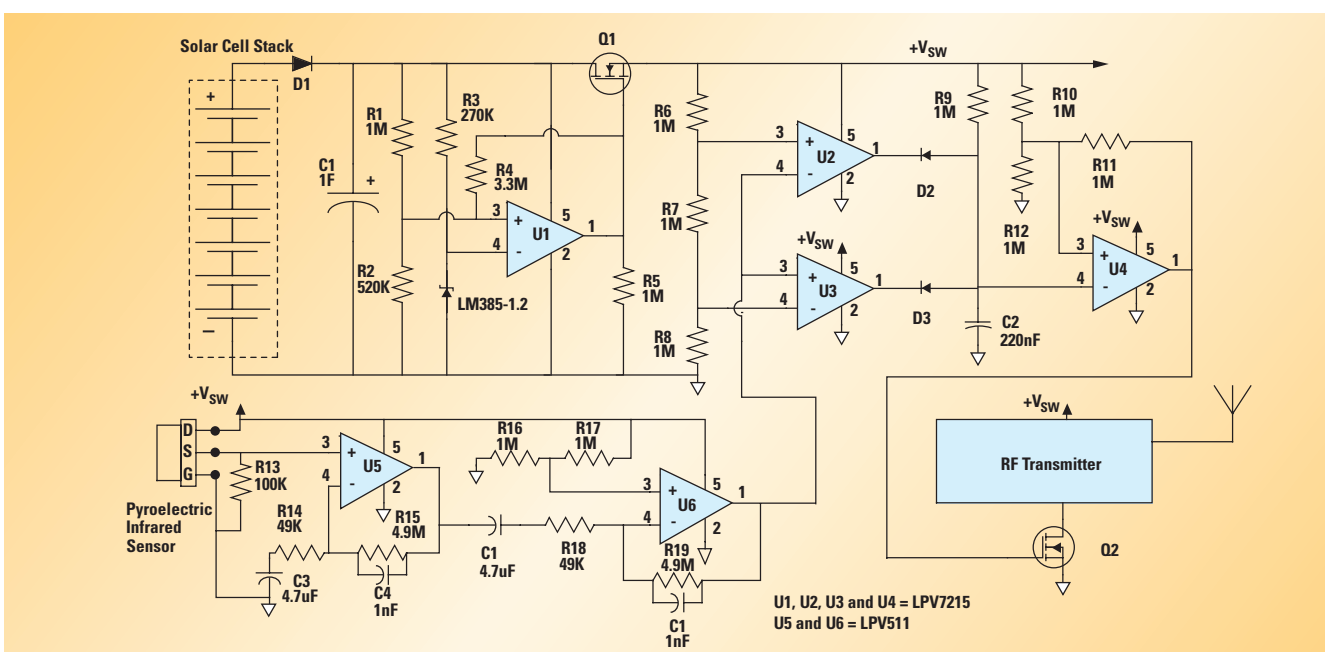 Solar Cell Stack
+
–
D1
C1
1F
+
R1
1M
R2
520K
R3
270K
R4
3.3M
LM385-1.2
3
+
4
-
U1
5
2
1
R5
1M
Q1
+VSW
R6
1M
R7
1M
R8
1M
3
+
4
-
U2
5
2
1
D2
+VSW
3
+
4
-
U3
5
2
1
D3
R9
1M
C2
220nF
R10
1M
R11
1M
R12
1M
+VSW
3
+
4
-
U4
5
2
1
+VSW
D
S
G
Pyroelectric
Infrared
Sensor
R13
100K
R14
49K
C3
4.7uF
3
+
4
-
U5
5
2
1
R15
4.9M
C4
1nF
C1
4.7uF
R16
1M
R17
1M
R18
49K
3
+
4
-
U6
5
2
1
R19
4.9M
C1
1nF
+VSW
RF Transmitter
Q2
U1, U2, U3 and U4 = LPV7215
U5 and U6 = LPV511